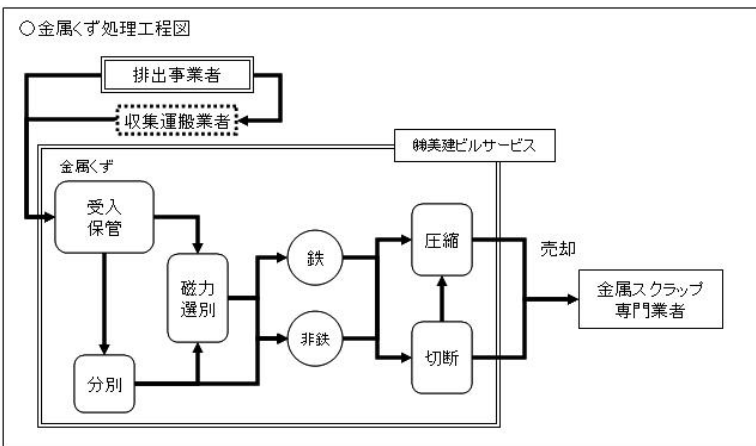 ○金属くず処理工程図
排出事業者
収集運搬業者
㈱美建ビルサービス
金属くず
受入
保管
磁力
選別
分別
鉄
非鉄
圧縮
切断
売却
金属スクラップ
専門業者